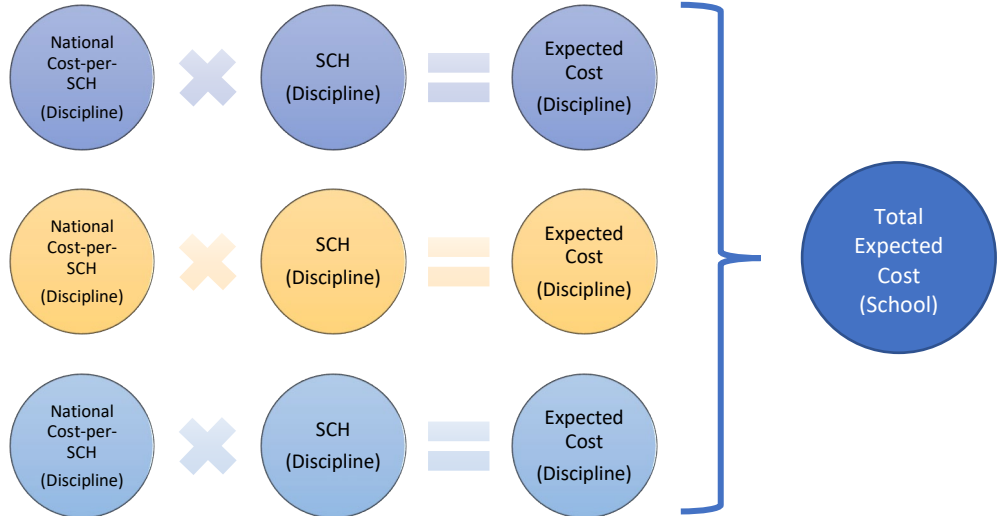 National
Cost-per-
SCH
(Discipline)
SCH
(Discipline)
Expected
Cost
(Discipline)
National
Cost-per-
SCH
(Discipline)
SCH
(Discipline)
Expected
Cost
(Discipline)
National
Cost-per-
SCH
(Discipline)
SCH
(Discipline)
Expected
Cost
(Discipline)
Total
Expected
Cost
(School)